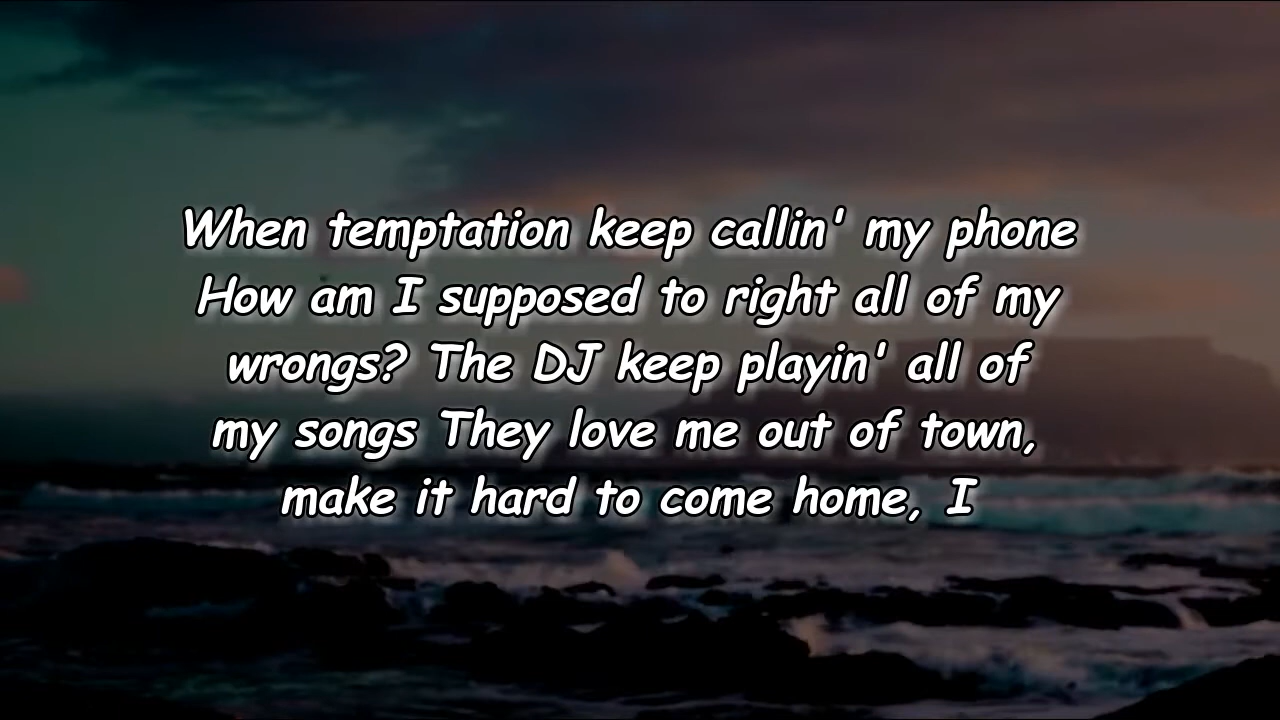 When temptation keep callin' my phone
How am I supposed to right all of my
wrongs? The DJ keep playin' all of
my songs They love me out of town,
make it hard to come home, I